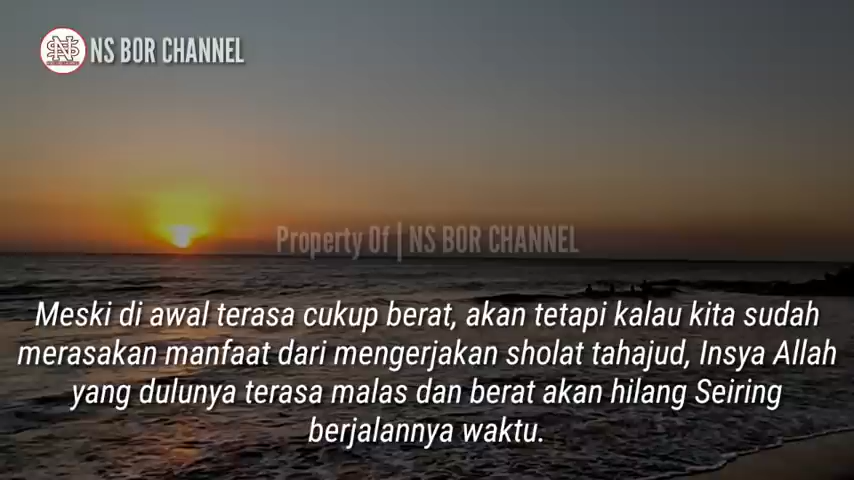 NS BOR CHANNEL
Property Of | NS BOR CHANNEL
Meski di awal terasa cukup berat, akan tetapi kalau kita sudah
merasakan manfaat dari mengerjakan sholat tahajud, Insya Allah
yang dulunya terasa malas dan berat akan hilang Seiring
berjalannya waktu.